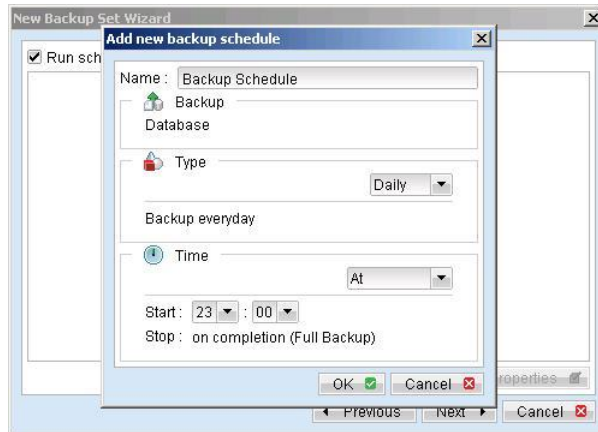 New Backup Set Wizard
Add new backup schedule
Run sch
Name : Backup Schedule
Backup
Database
Type
Daily
Backup everyday
Time
At
Start : 23 : 00
Stop : on completion (Full Backup)
OK Cancel
roperties
Previous Next Cancel